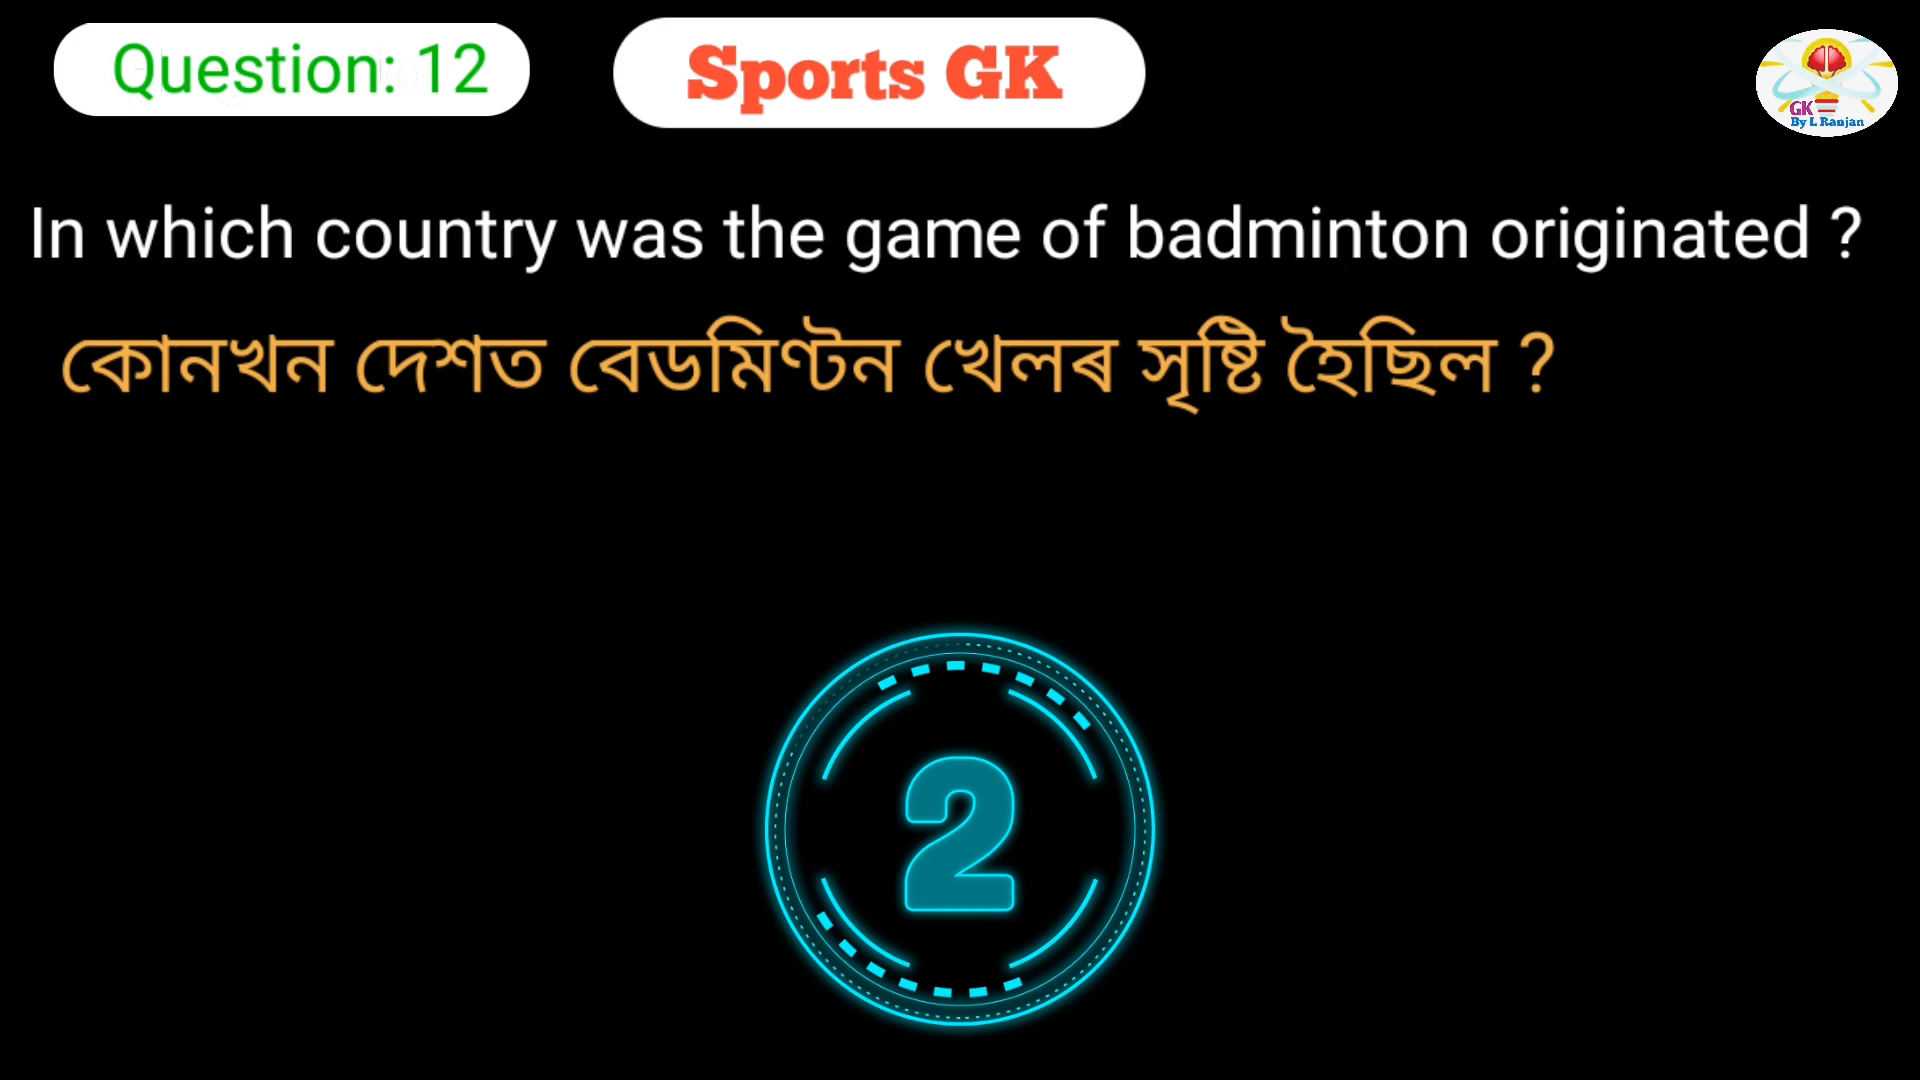 Question: 12
Sports GK
GK
By L Ranjan
In which country was the game of badminton originated ?
কোনখন দেশত বেডমিণ্টন খেলৰ সৃষ্টি হৈছিল ?
2